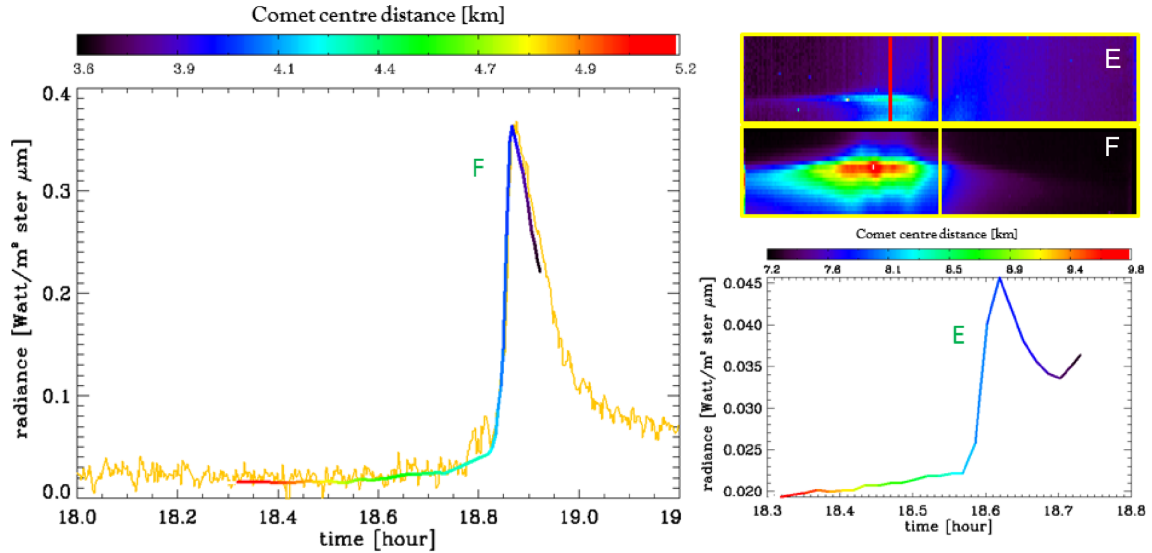 Comet centre distance [km]
3.6 3.9 4.1 4.4 4.7 4.9 5.2
radiance [Watt/m² ster μm]
0.4
0.3
0.2
0.1
0.0
F
18.0 18.2 18.4 18.6 18.8 19.0 19
time [hour]
E
F
Comet centre distance [km]
7.2 7.8 8.1 8.5 8.9 9.4 9.8
radiance [Watt/m² ster μm]
0.045
0.040
0.035
0.030
0.025
0.020
E
18.3 18.4 18.5 18.6 18.7 18.8
time [hour]